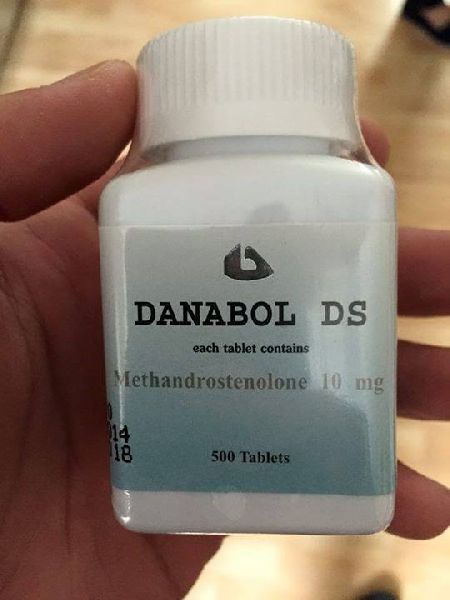 DANABOL DS
each tablet contains
Methandrostenolone 10 mg
14
18
500 Tablets